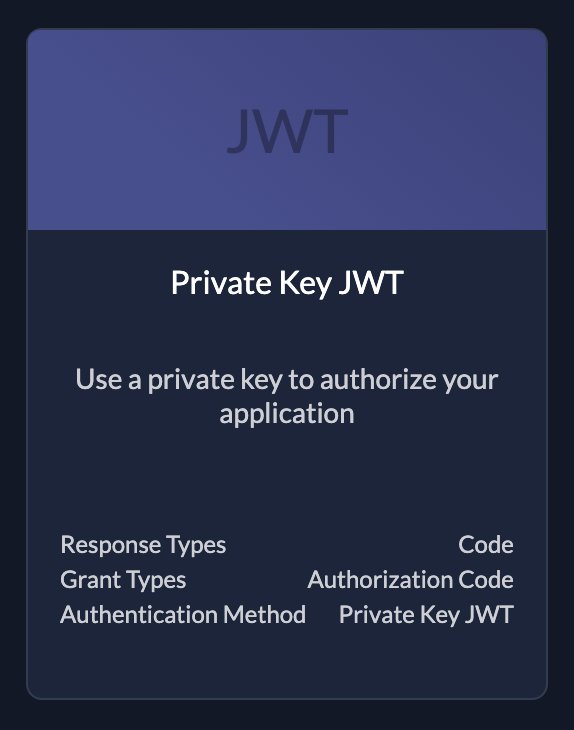 JWT
Private Key JWT
Use a private key to authorize your
application
Response Types Code
Grant Types Authorization Code
Authentication Method Private Key JWT